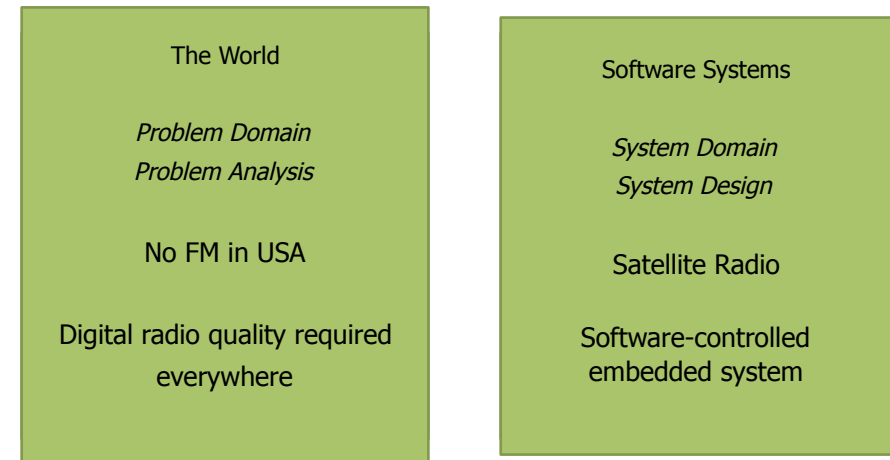 The World
Problem Domain
Problem Analysis
No FM in USA
Digital radio quality required
everywhere
Software Systems
System Domain
System Design
Satellite Radio
Software-controlled
embedded system